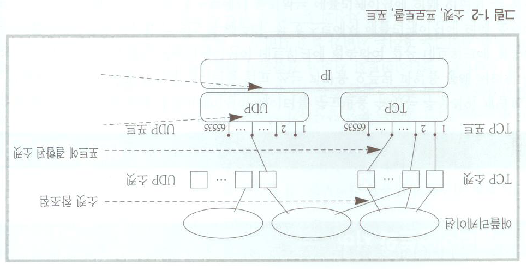 애플리케이션
소켓 참조점
TCP 소켓 … … UDP 소켓
포트에 결합된 소켓
TCP 포트 1 2 … … 65535 1 2 … … 65535 UDP 포트
TCP UDP
IP
그림 1-2 소켓, 프로토콜, 포트